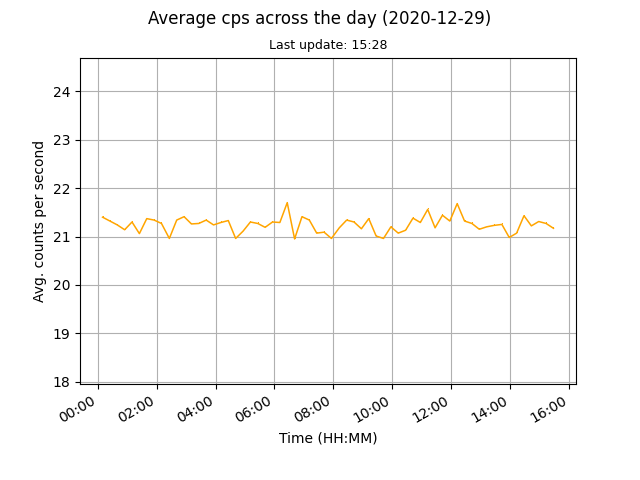 Average cps across the day (2020-12-29)
Last update: 15:28
24
23
22
21
20
19
18
Avg. counts per second
00:00 02:00 04:00 06:00 08:00 10:00 12:00 14:00 16:00
Time (HH:MM)